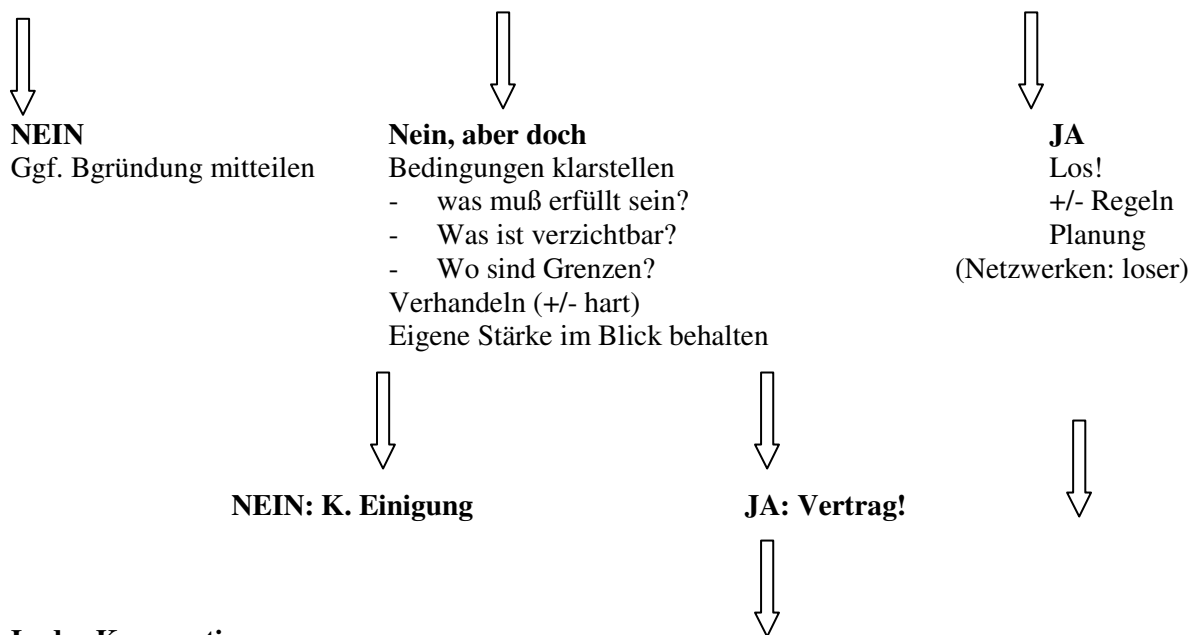 NEIN
Ggf. Bgründung mitteilen
Nein, aber doch
Bedingungen klarstellen
- was muß erfüllt sein?
- Was ist verzichtbar?
- Wo sind Grenzen?
Verhandeln (+/- hart)
Eigene Stärke im Blick behalten
JA
Los!
+/- Regeln
Planung
(Netzwerken: loser)
NEIN: K. Einigung
JA: Vertrag!